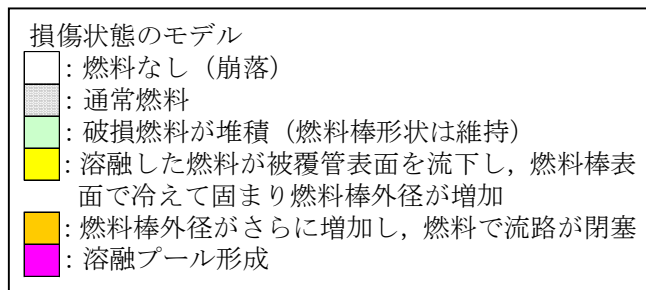 損傷状態のモデル
：燃料なし（崩落）
：通常燃料
：破損燃料が堆積（燃料棒形状は維持）
：溶融した燃料が被覆管表面を流下し，燃料棒表
面で冷えて固まり燃料棒外径が増加
：燃料棒外径がさらに増加し，燃料で流路が閉塞
：溶融プール形成